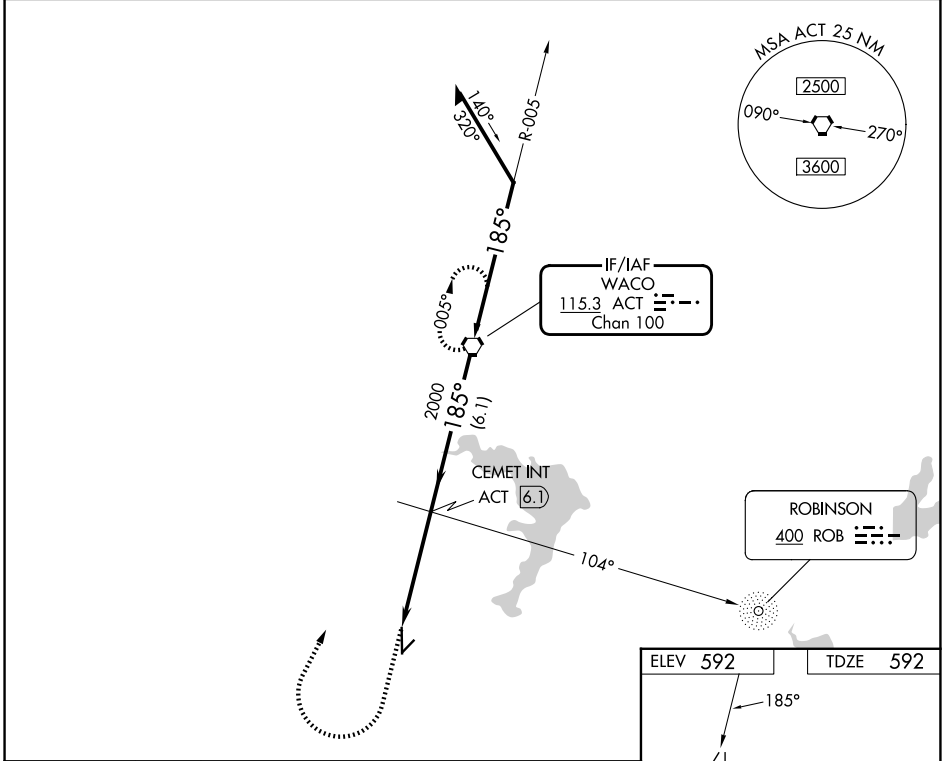 MSA ACT 25 NM
2500
090°
270°
3600
R-005
140°
320°
185°
005°
IF/IAF
WACO
115.3 ACT
Chan 100
2000
185°
(6.1)
CEMET INT
ACT 6.1
104°
ROBINSON
400 ROB
ELEV 592
TDZE 592
185°